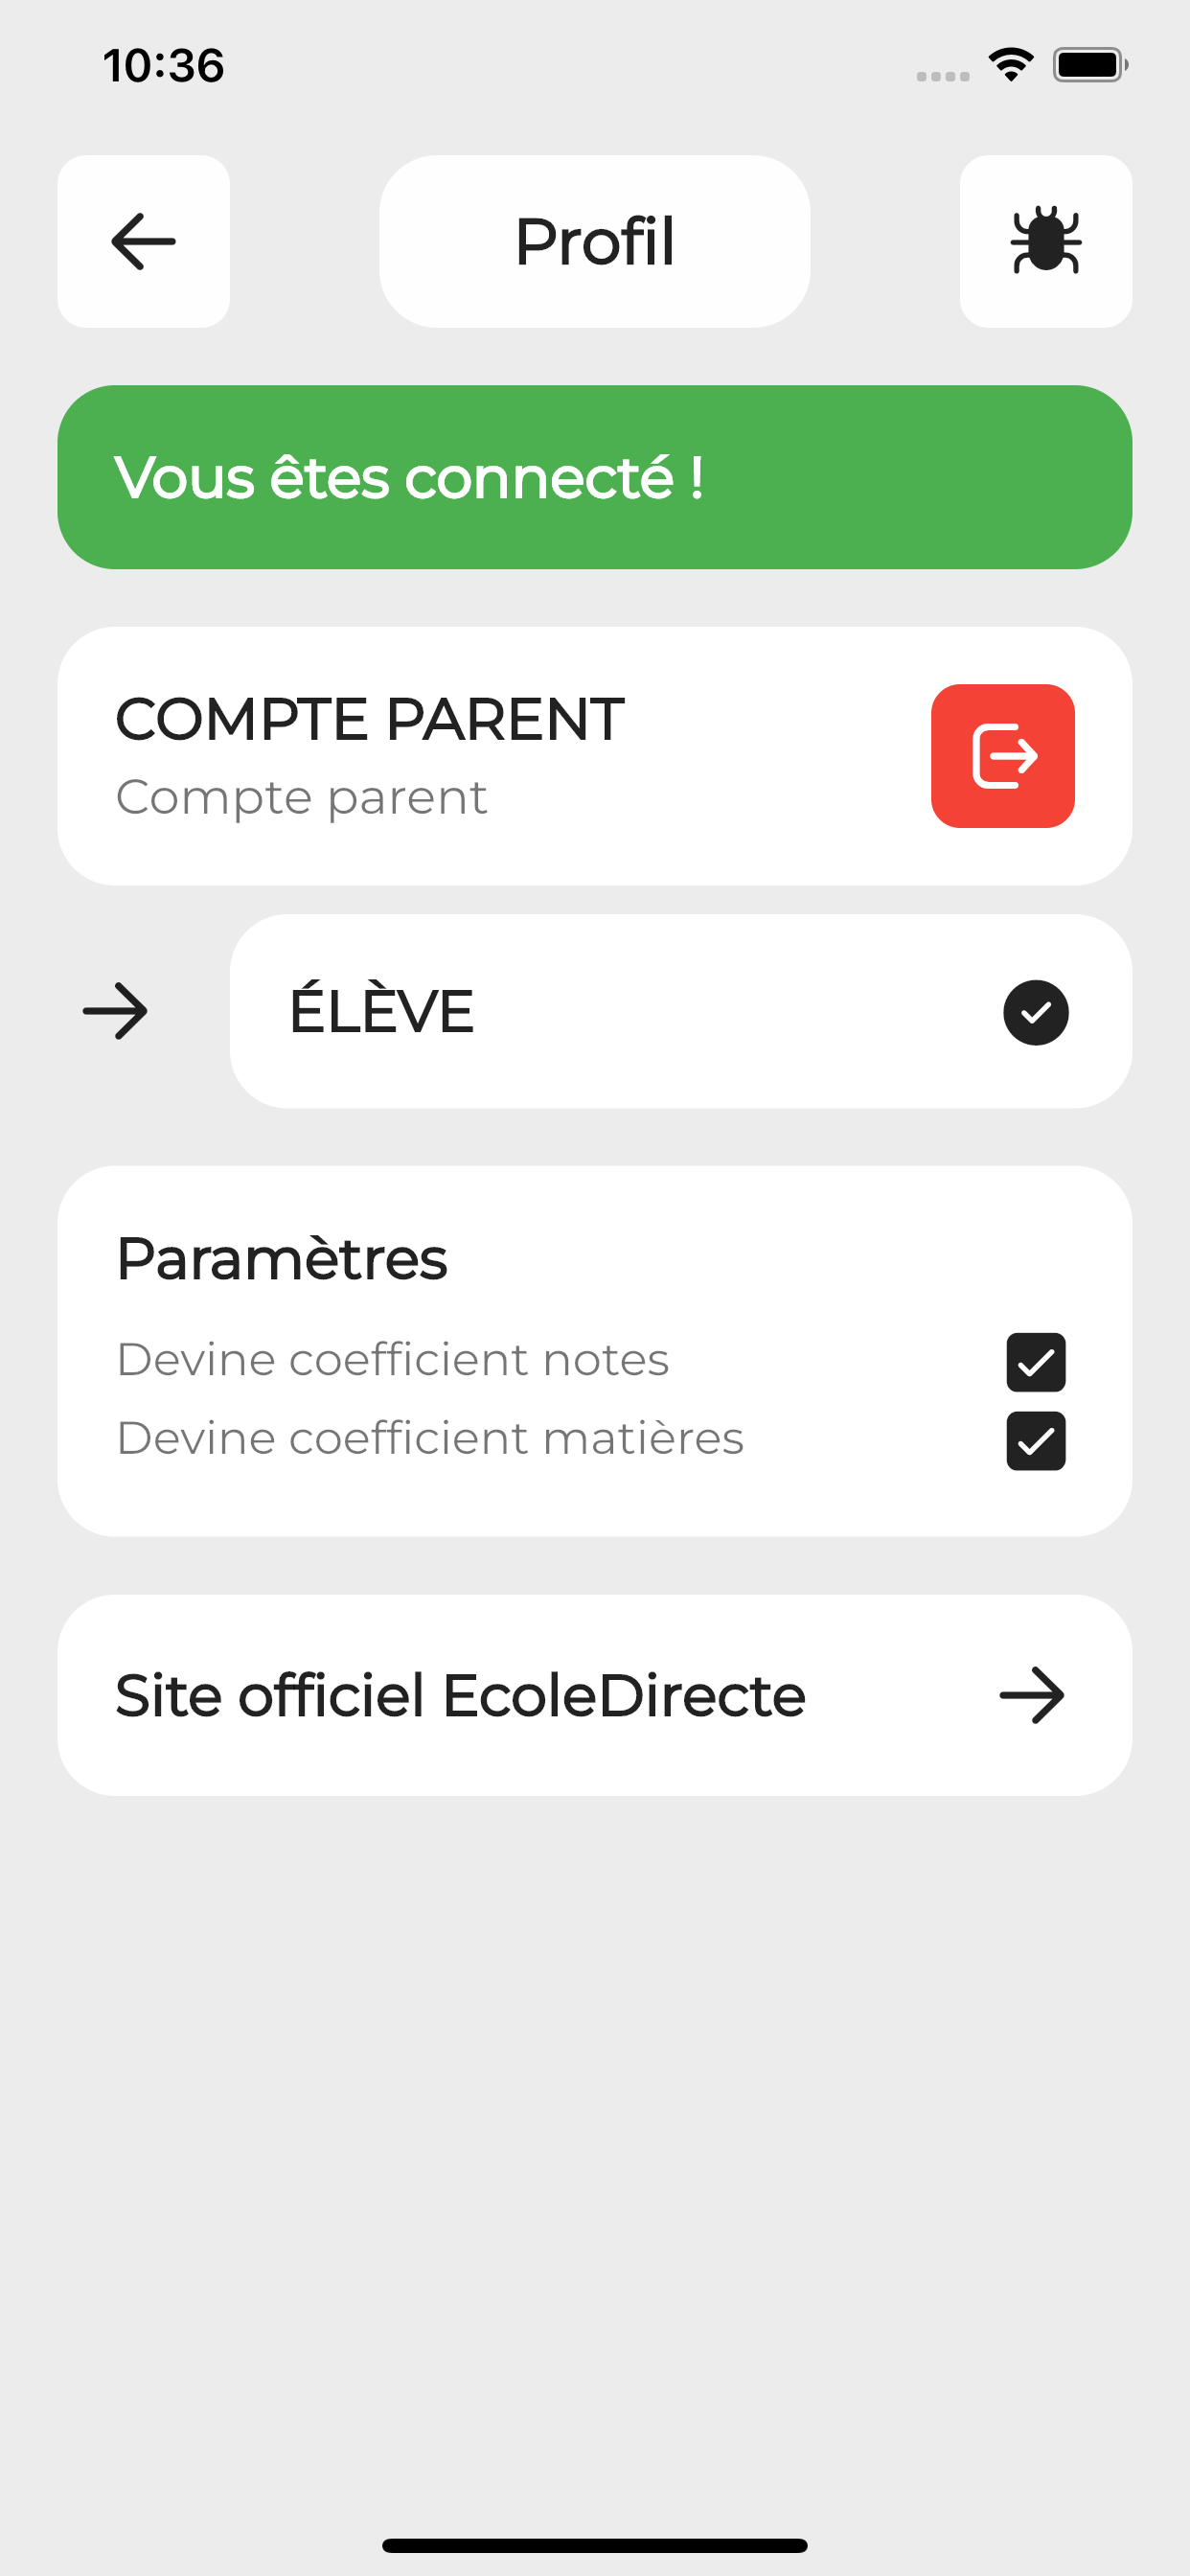 10:36
Profil
Vous êtes connecté !
COMPTE PARENT
Compte parent
ÉLÈVE
Paramètres
Devine coefficient notes
Devine coefficient matières
Site officiel EcoleDirecte